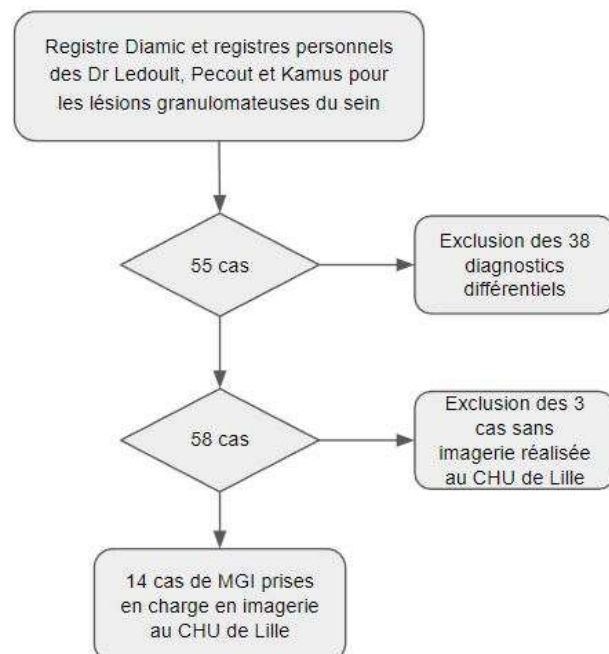 Registre Diamic et registres personnels
des Dr Ledoult, Pecout et Kamus pour
les lésions granulomateuses du sein
55 cas
Exclusion des 38
diagnostics
différentiels
58 cas
Exclusion des 3
cas sans
imagerie réalisée
au CHU de Lille
14 cas de MGI prises
en charge en imagerie
au CHU de Lille